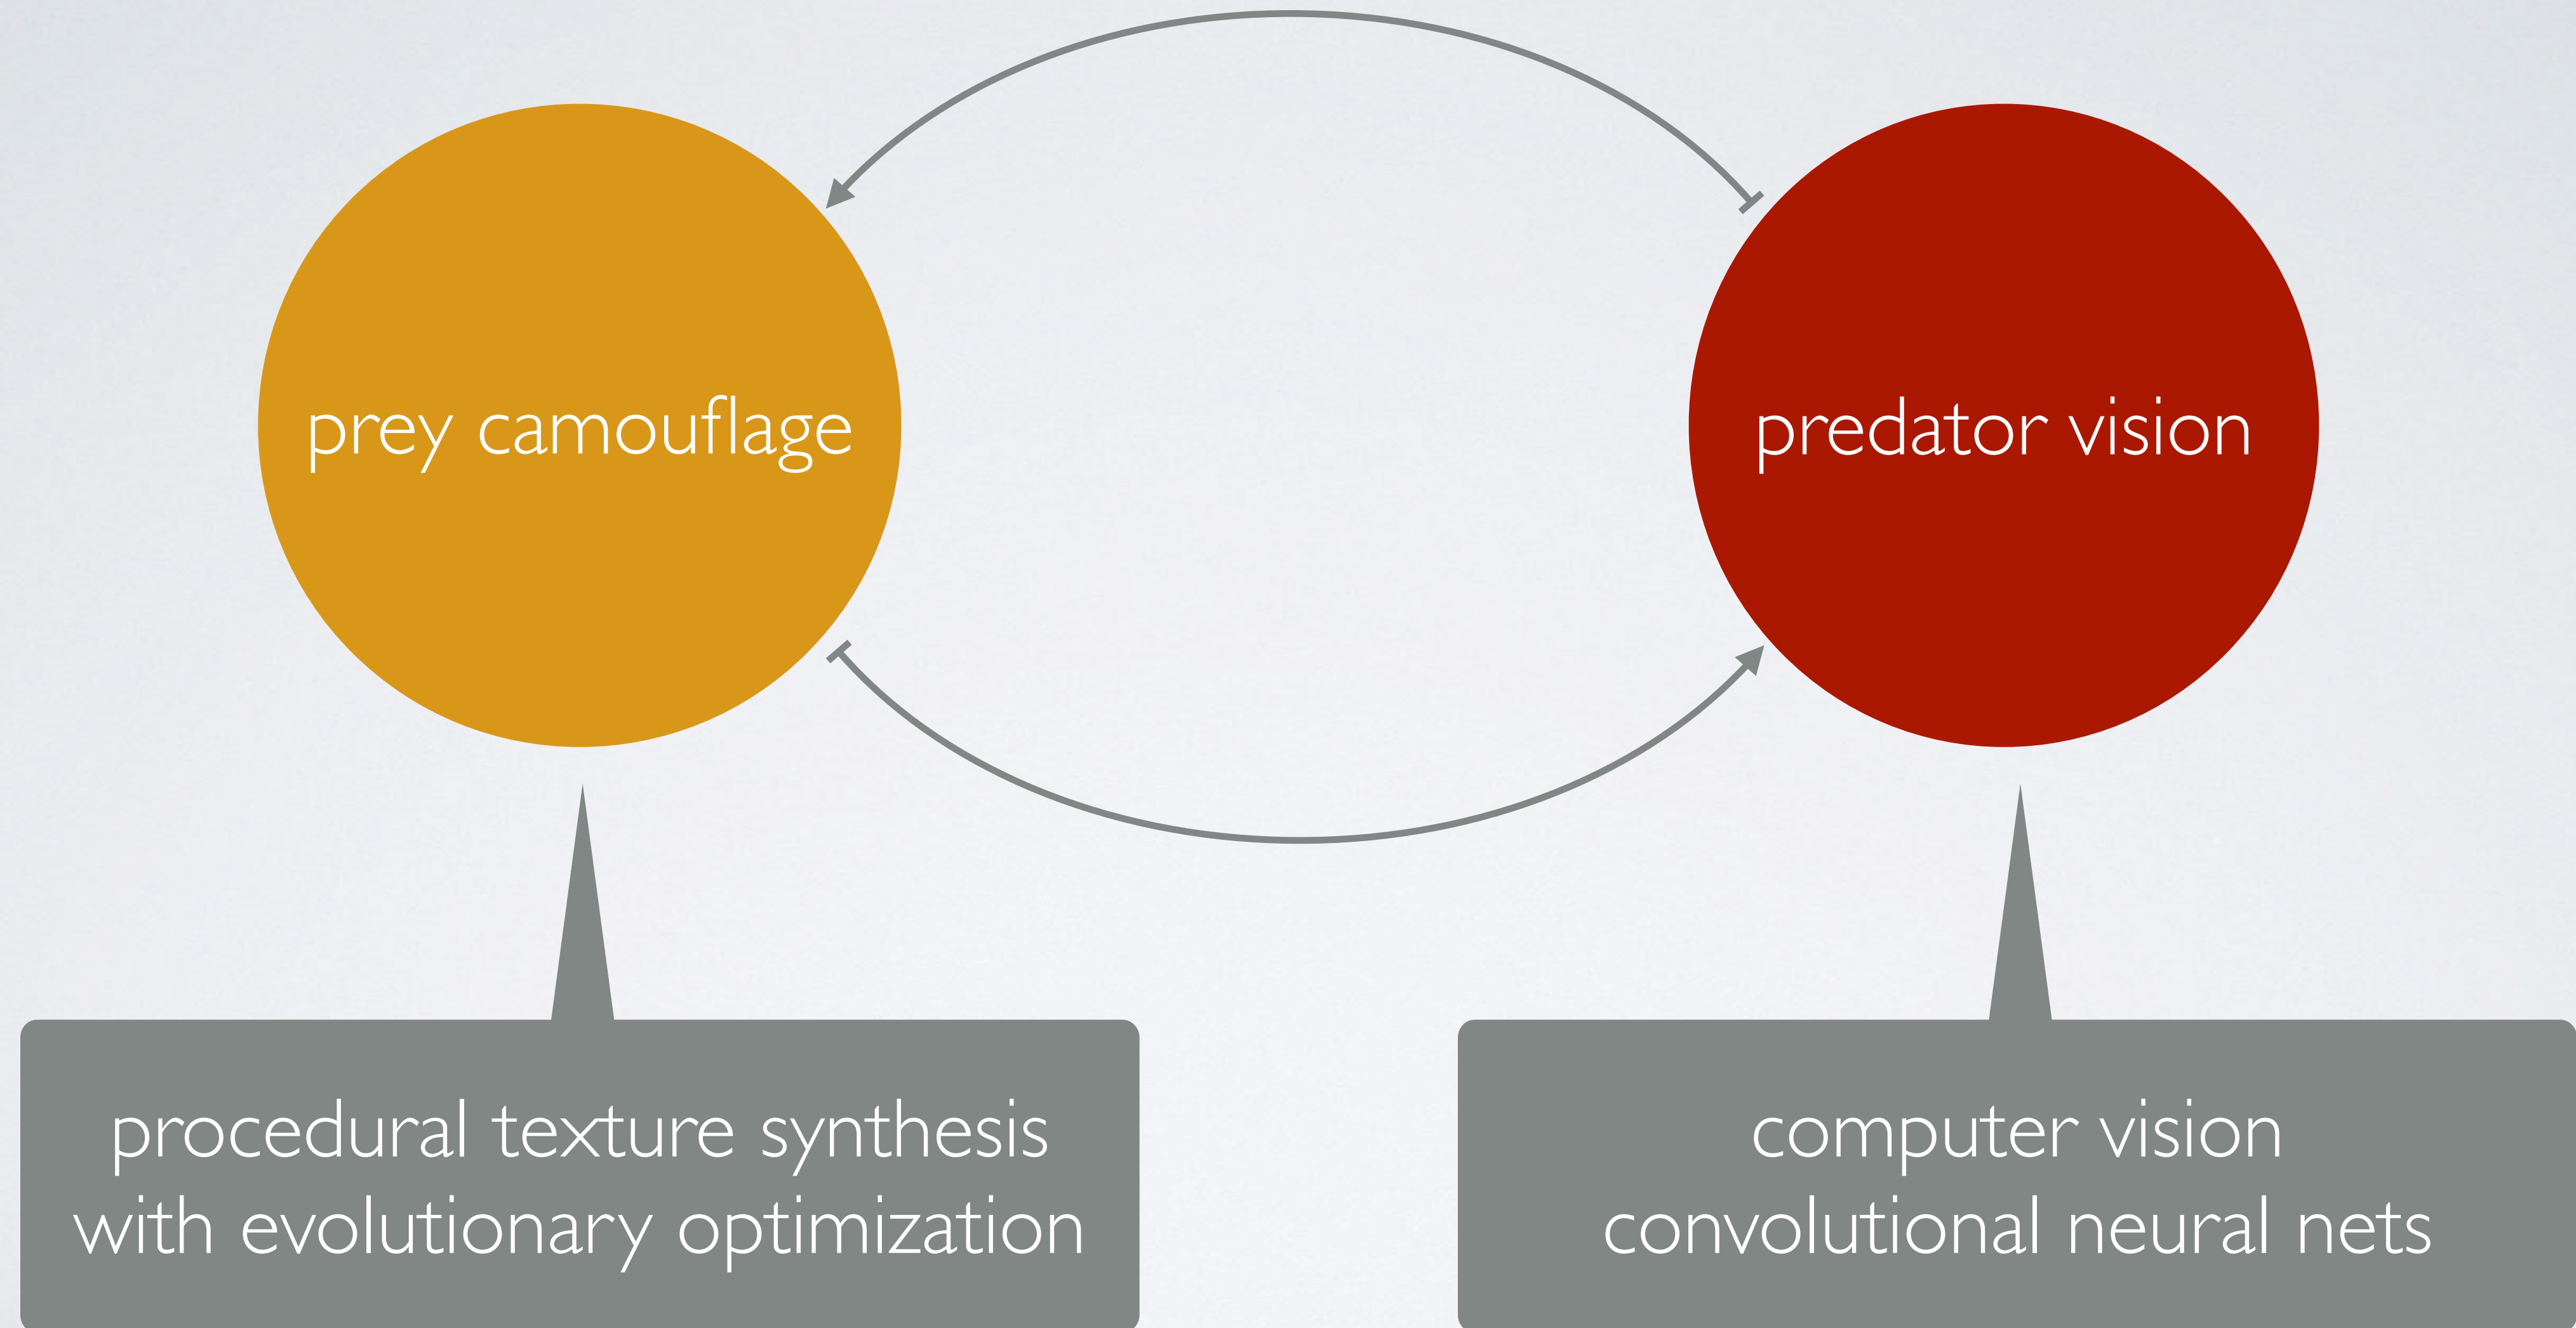 prey camouflage
predator vision
procedural texture synthesis
with evolutionary optimization
computer vision
convolutional neural nets